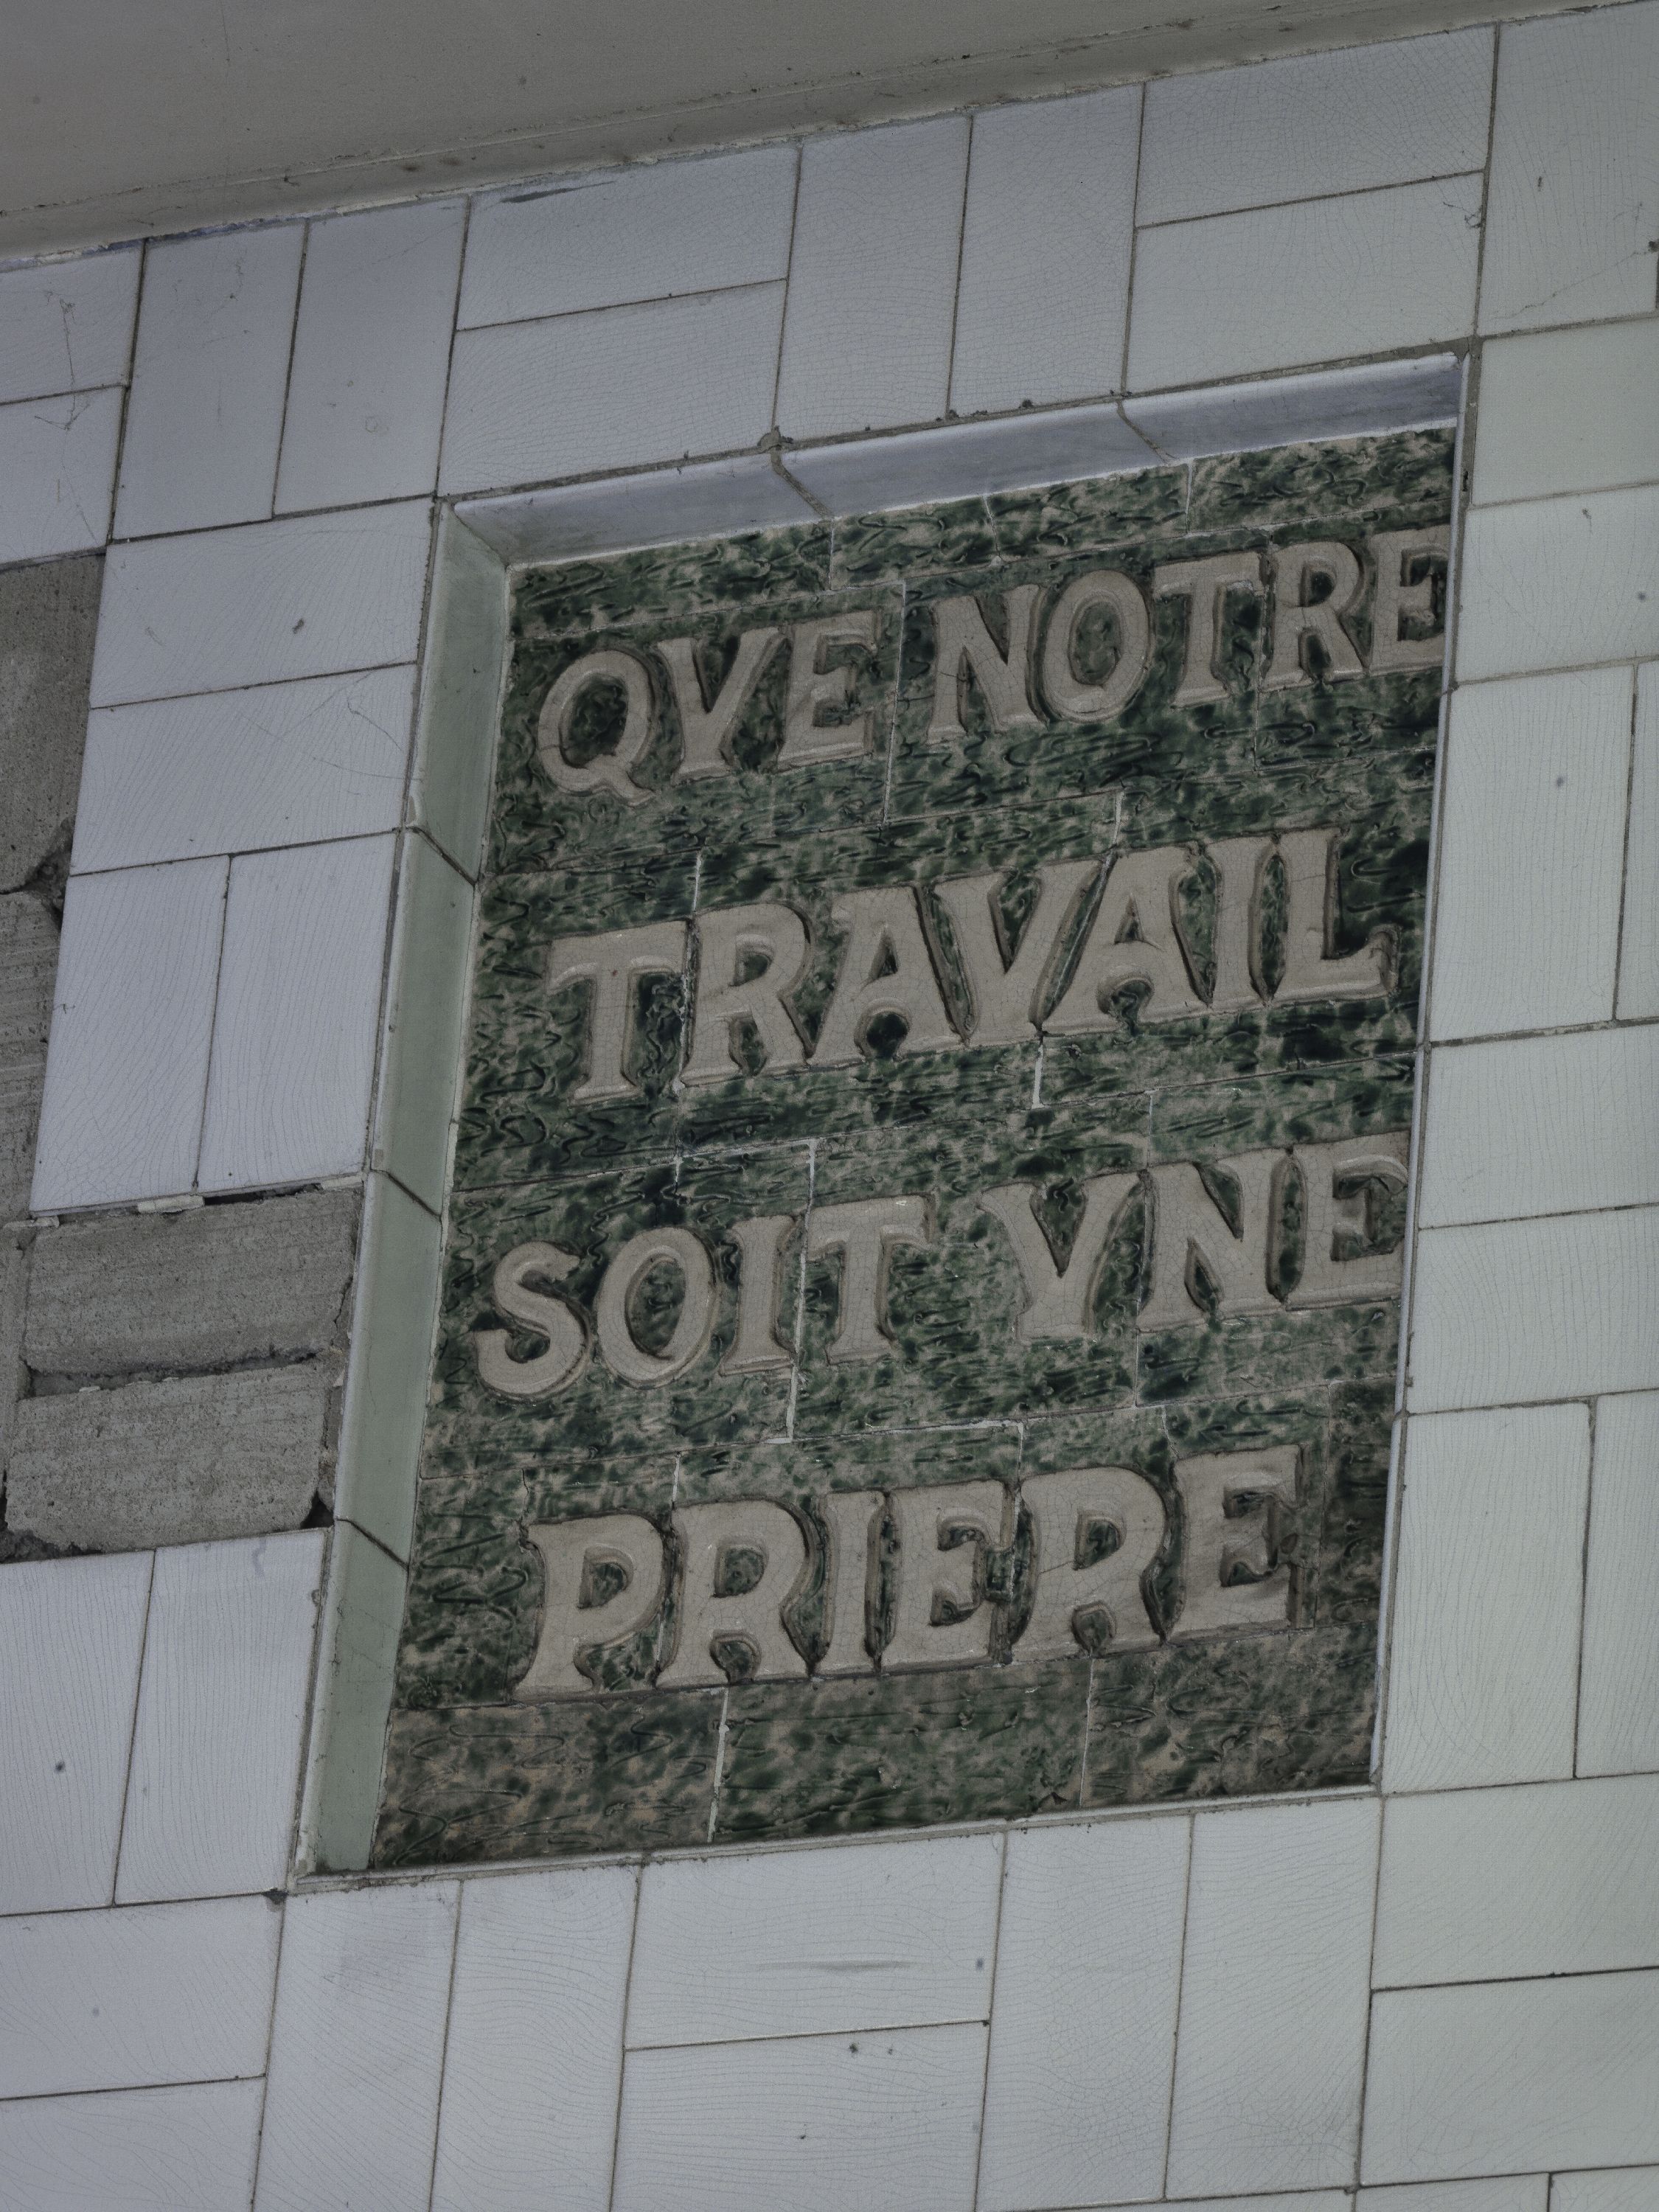 QVE NOTRE
TRAVAIL
SOIT VNE
PRIERE